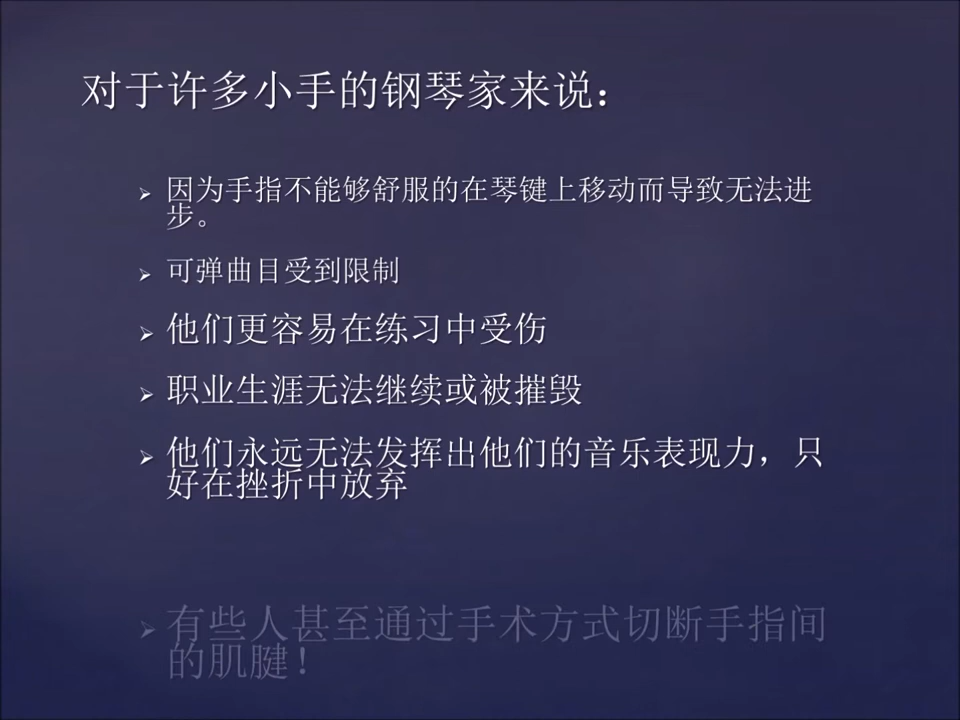 对于许多小手的钢琴家来说：
➢ 因为手指不能够舒服的在琴键上移动而导致无法进
步。
➢ 可弹曲目受到限制
➢ 他们更容易在练习中受伤
➢ 职业生涯无法继续或被摧毁
➢ 他们永远无法发挥出他们的音乐表现力，只
好在挫折中放弃
➢ 有些人甚至通过手术方式切断手指间
的肌腱！